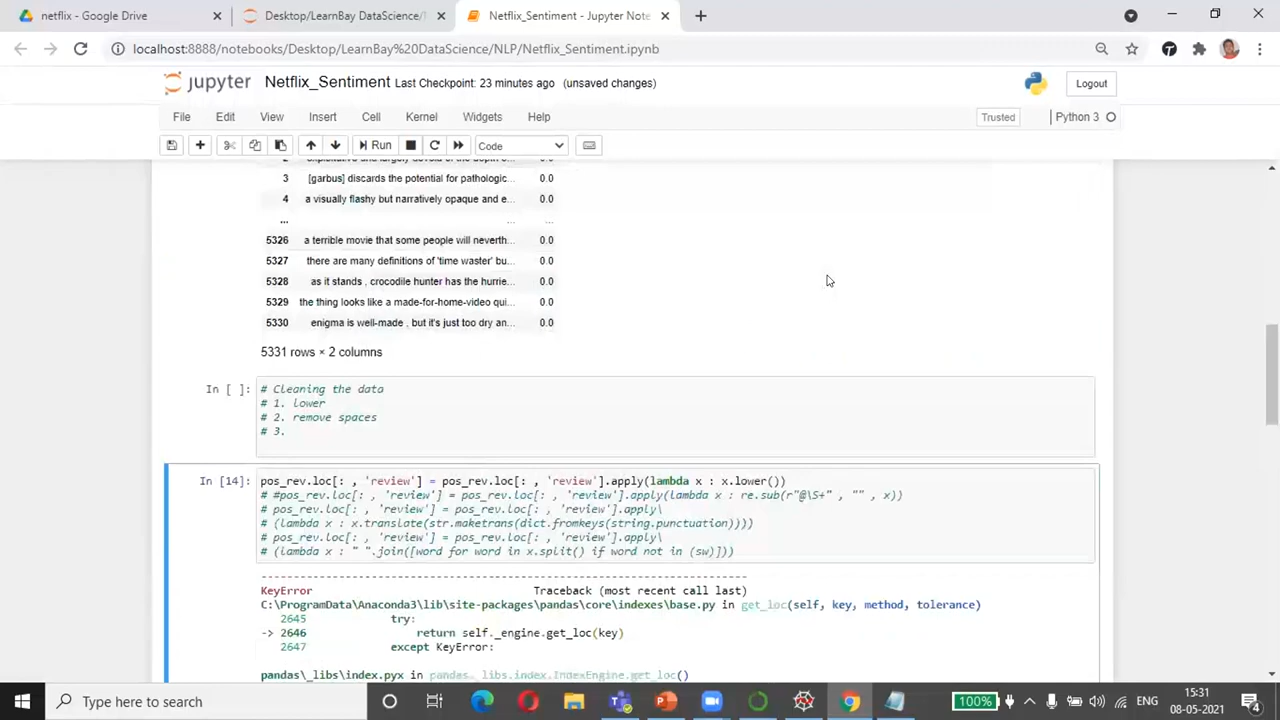 netflix - Google Drive
Desktop/LearnBay DataScience/
Netflix_Sentiment - Jupyter Note
localhost:8888/notebooks/Desktop/LearnBay%20DataScience/NLP/Netflix_Sentiment.ipynb
jupyter Netflix_Sentiment Last Checkpoint: 23 minutes ago (unsaved changes)
Logout
File Edit View Insert Cell Kernel Widgets Help
Trusted
Python 3
Run
Code
3 [garbus] discards the potential for pathologic... 0.0
4 a visually flashy but narratively opaque and e... 0.0
... ... ...
5326 a terrible movie that some people will neverth... 0.0
5327 there are many definitions of 'time waster' bu... 0.0
5328 as it stands , crocodile hunter has the hurrie... 0.0
5329 the thing looks like a made-for-home-video qui... 0.0
5330 enigma is well-made , but it's just too dry an... 0.0
5331 rows × 2 columns
In [ ]: # Cleaning the data
# 1. lower
# 2. remove spaces
# 3.
In [14]: pos_rev.loc[: , 'review'] = pos_rev.loc[: , 'review'].apply(lambda x : x.lower())
# #pos_rev.loc[: , 'review'] = pos_rev.loc[: , 'review'].apply(lambda x : re.sub(r"@\S+" , "" , x))
# pos_rev.loc[: , 'review'] = pos_rev.loc[: , 'review'].apply\
# (lambda x : x.translate(str.maketrans(dict.fromkeys(string.punctuation))))
# pos_rev.loc[: , 'review'] = pos_rev.loc[: , 'review'].apply\
# (lambda x : " ".join([word for word in x.split() if word not in (sw)]))
---------------------------------------------------------------------------
KeyError Traceback (most recent call last)
C:\ProgramData\Anaconda3\lib\site-packages\pandas\core\indexes\base.py in get_loc(self, key, method, tolerance)
2645 try:
-> 2646 return self._engine.get_loc(key)
2647 except KeyError:
pandas\_libs\index.pyx in pandas._libs.index.IndexEngine.get_loc()
Type here to search
100%
ENG
15:31
08-05-2021
4